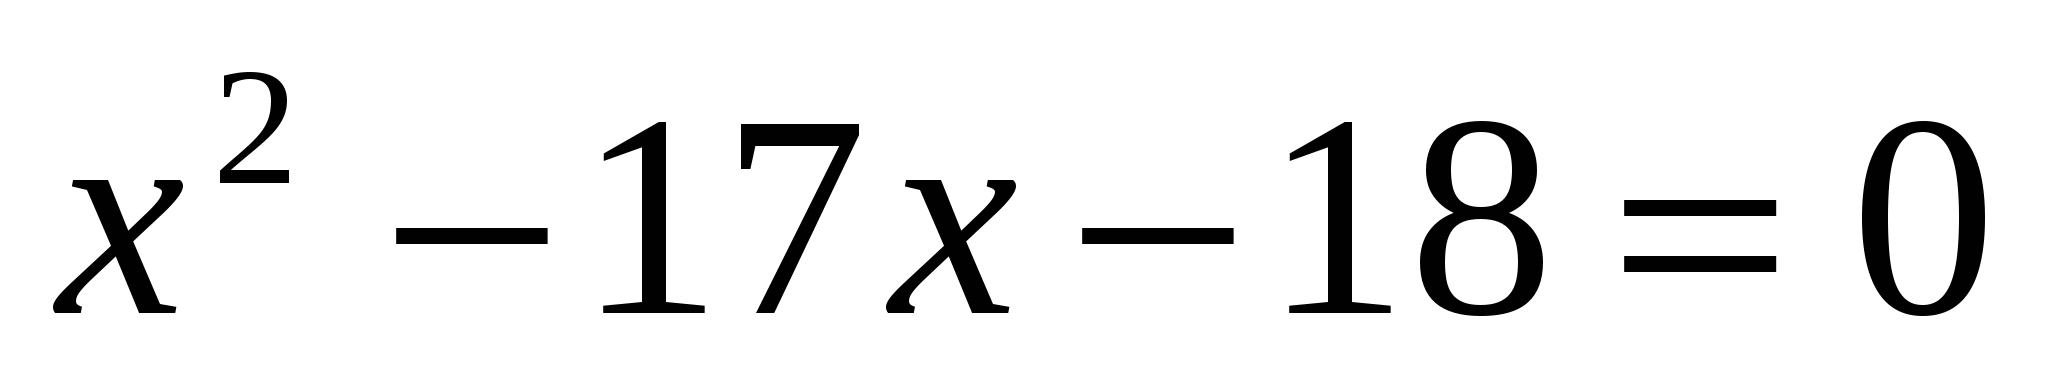 x² − 17x − 18 = 0